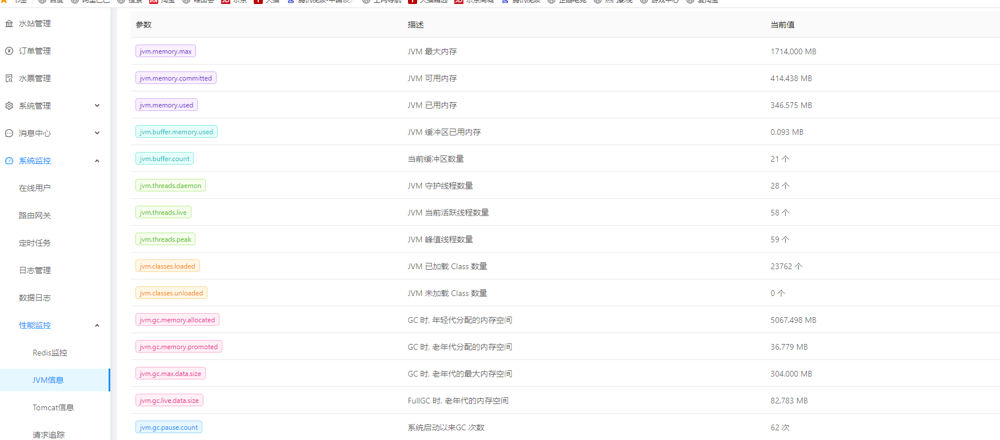 水站管理
订单管理
水票管理
系统管理
消息中心
系统监控
在线用户
路由网关
定时任务
日志管理
数据日志
性能监控
Redis监控
JVM信息
Tomcat信息
请求追踪
参数 描述 当前值
jvm.memory.max JVM 最大内存 1714.000 MB
jvm.memory.committed JVM 可用内存 414.438 MB
jvm.memory.used JVM 已用内存 346.575 MB
jvm.buffer.memory.used JVM 缓冲区已用内存 0.093 MB
jvm.buffer.count 当前缓冲区数量 21 个
jvm.threads.daemon JVM 守护线程数量 28 个
jvm.threads.live JVM 当前活跃线程数量 58 个
jvm.threads.peak JVM 峰值线程数量 59 个
jvm.classes.loaded JVM 已加载 Class 数量 23762 个
jvm.classes.unloaded JVM 未加载 Class 数量 0 个
jvm.gc.memory.allocated GC 时, 年轻代分配的内存空间 5067.498 MB
jvm.gc.memory.promoted GC 时, 老年代分配的内存空间 36.779 MB
jvm.gc.max.data.size GC 时, 老年代的最大内存空间 304.000 MB
jvm.gc.live.data.size FullGC 时, 老年代的内存空间 82.783 MB
jvm.gc.pause.count 系统启动以来GC 次数 62 次